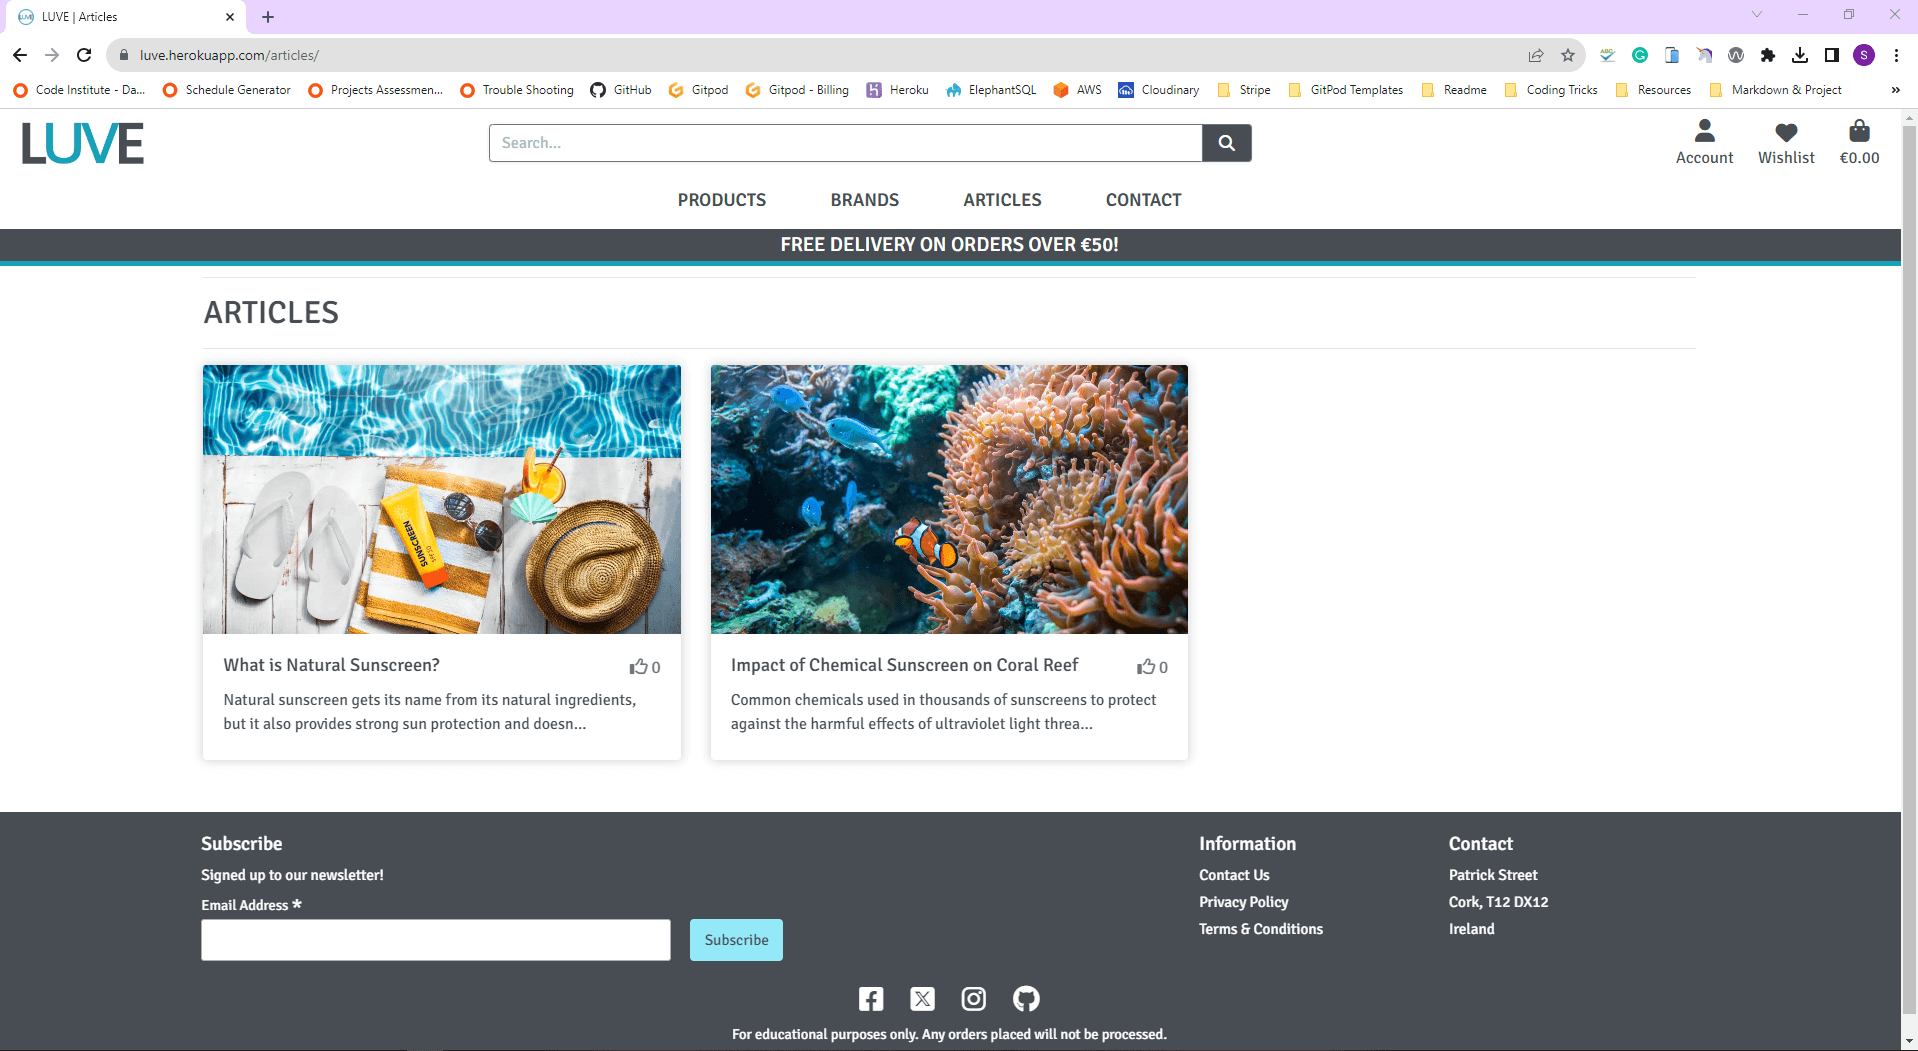 LUVE | Articles
luve.herokuapp.com/articles/
Code Institute - Da... Schedule Generator Projects Assessmen... Trouble Shooting GitHub Gitpod Gitpod - Billing Heroku ElephantSQL AWS Cloudinary Stripe GitPod Templates Readme Coding Tricks Resources Markdown & Project »
LUVE
Search...
Account Wishlist €0.00
PRODUCTS BRANDS ARTICLES CONTACT
FREE DELIVERY ON ORDERS OVER €50!
ARTICLES
SUNSCREEN
What is Natural Sunscreen? 0
Natural sunscreen gets its name from its natural ingredients,
but it also provides strong sun protection and doesn...
Impact of Chemical Sunscreen on Coral Reef 0
Common chemicals used in thousands of sunscreens to protect
against the harmful effects of ultraviolet light threa...
Subscribe
Signed up to our newsletter!
Email Address *
Subscribe
Information
Contact Us
Privacy Policy
Terms & Conditions
Contact
Patrick Street
Cork, T12 DX12
Ireland
For educational purposes only. Any orders placed will not be processed.